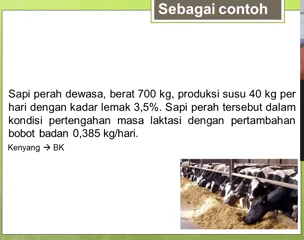 Sebagai contoh
Sapi perah dewasa, berat 700 kg, produksi susu 40 kg per
hari dengan kadar lemak 3,5%. Sapi perah tersebut dalam
kondisi pertengahan masa laktasi dengan pertambahan
bobot badan 0,385 kg/hari.
Kenyang → BK